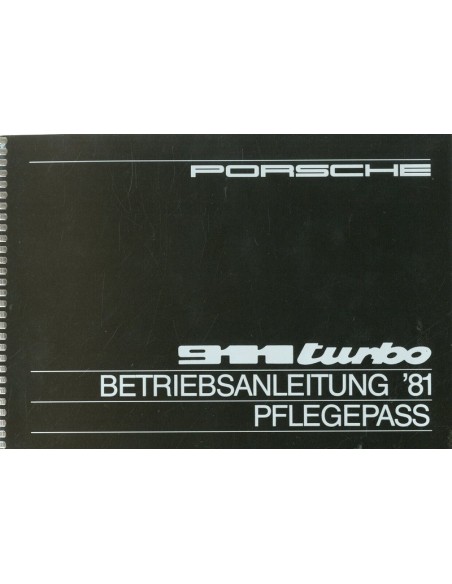 PORSCHE
911 turbo
BETRIEBSANLEITUNG '81
PFLEGEPASS